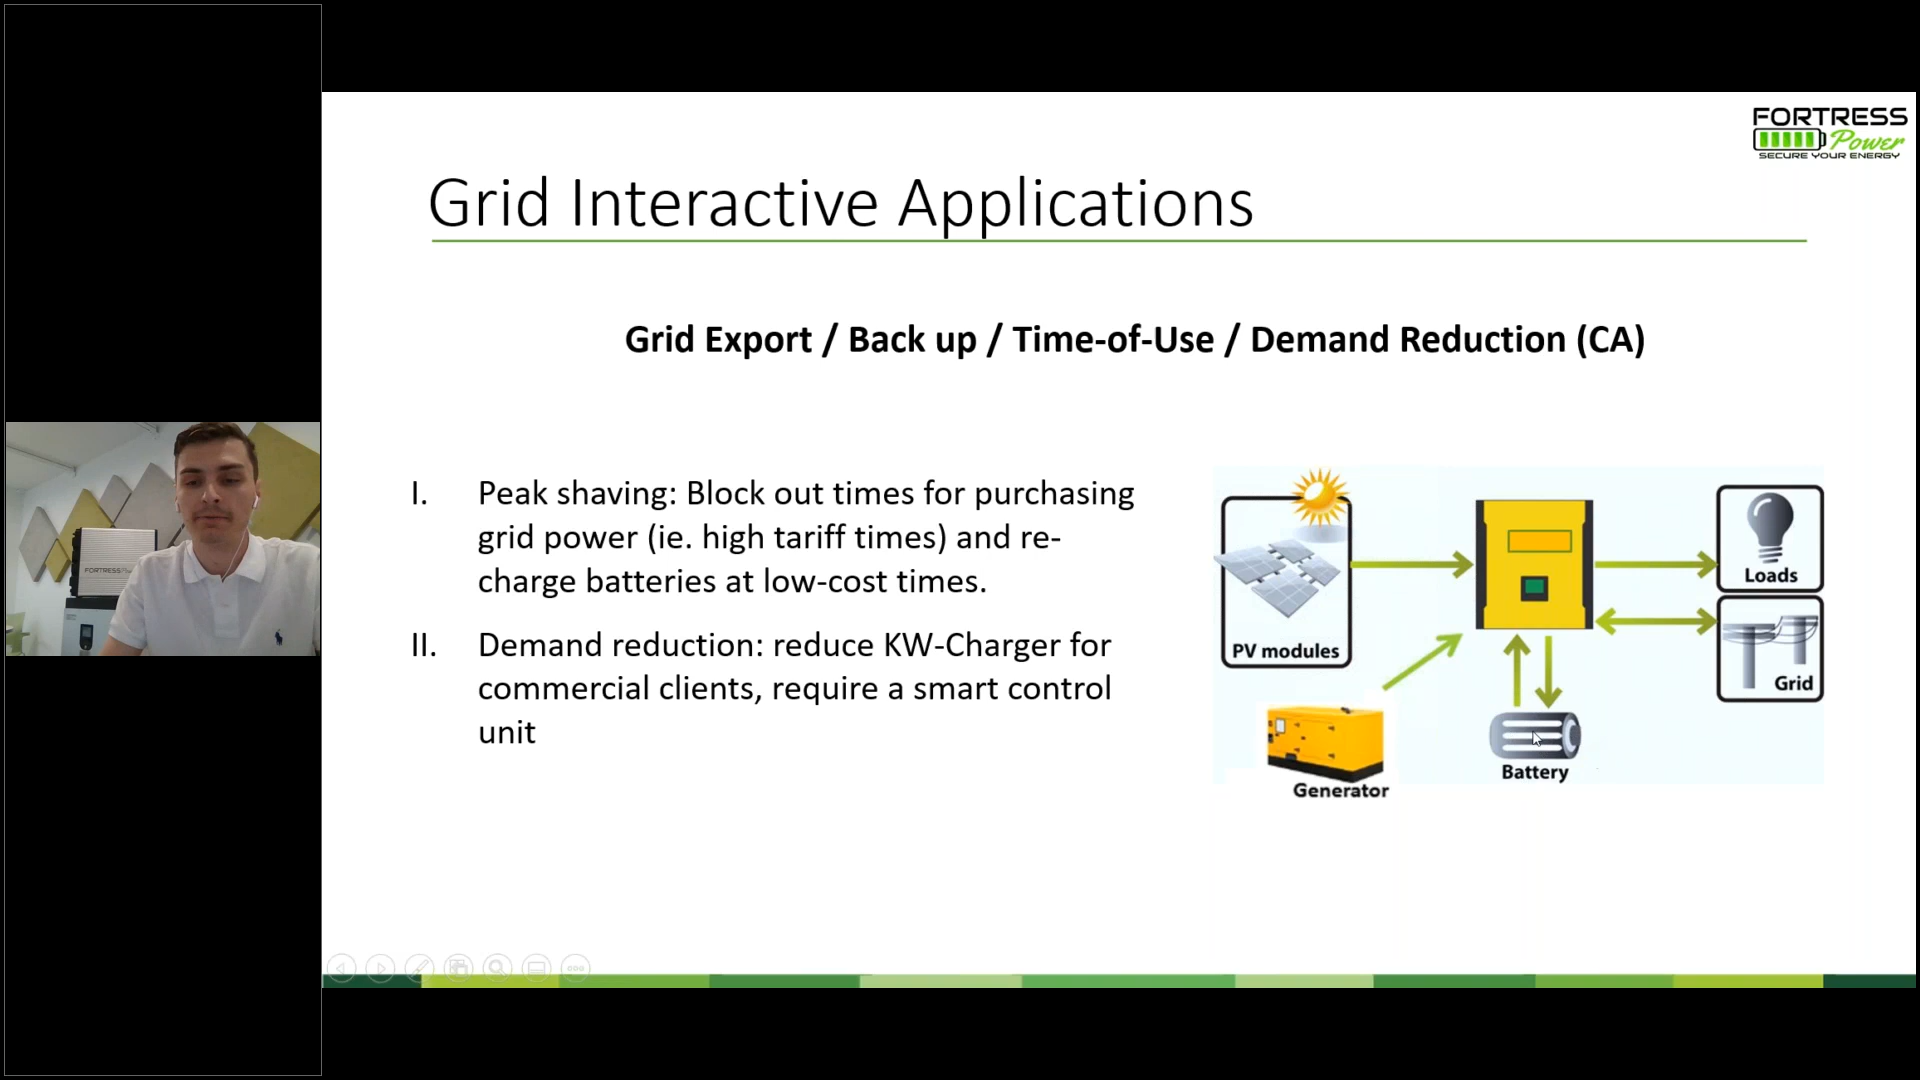 FORTRESS
Power
SECURE YOUR ENERGY
Grid Interactive Applications
Grid Export / Back up / Time-of-Use / Demand Reduction (CA)
I. Peak shaving: Block out times for purchasing
grid power (ie. high tariff times) and re-
charge batteries at low-cost times.
II. Demand reduction: reduce KW-Charger for
commercial clients, require a smart control
unit
PV modules
Loads
Grid
Generator
Battery
FORTRESS